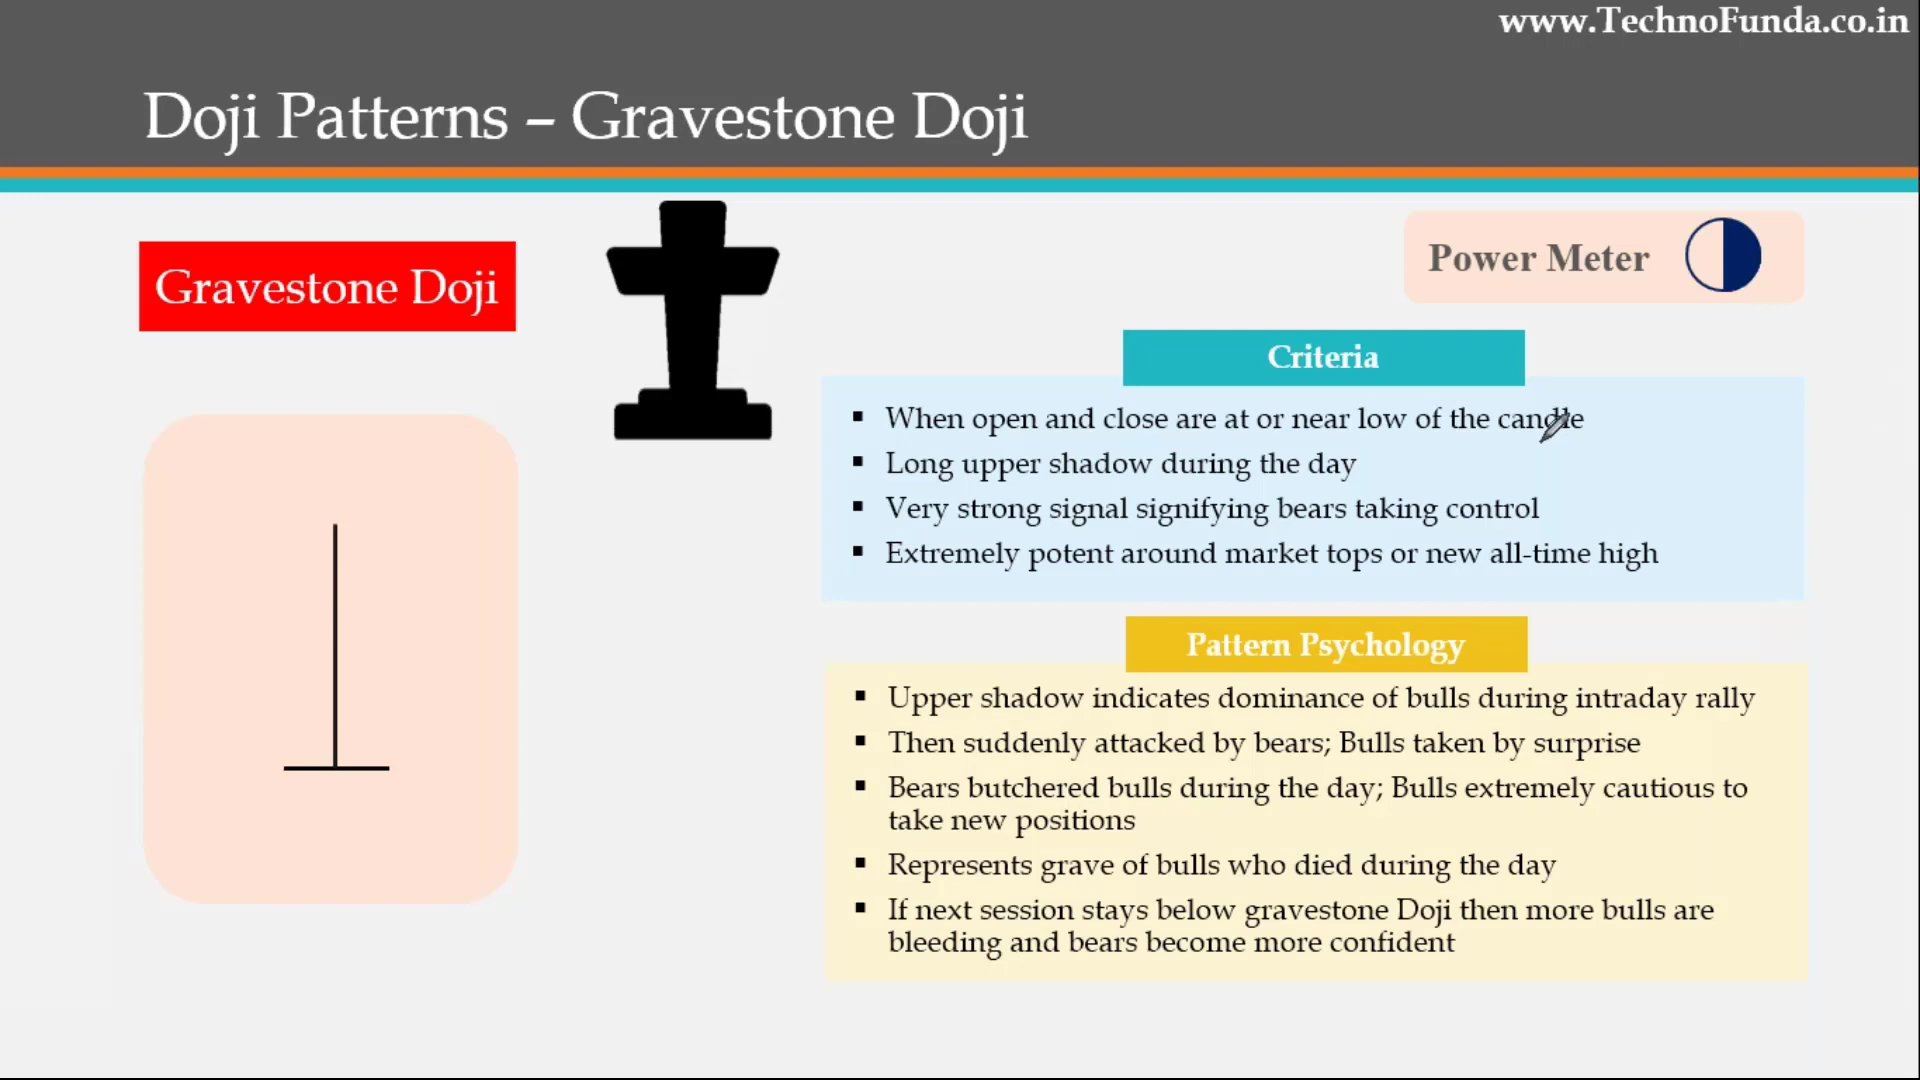 www.TechnoFunda.co.in
Doji Patterns – Gravestone Doji
Gravestone Doji
Power Meter
Criteria
▪ When open and close are at or near low of the candle
▪ Long upper shadow during the day
▪ Very strong signal signifying bears taking control
▪ Extremely potent around market tops or new all-time high
Pattern Psychology
▪ Upper shadow indicates dominance of bulls during intraday rally
▪ Then suddenly attacked by bears; Bulls taken by surprise
▪ Bears butchered bulls during the day; Bulls extremely cautious to
take new positions
▪ Represents grave of bulls who died during the day
▪ If next session stays below gravestone Doji then more bulls are
bleeding and bears become more confident